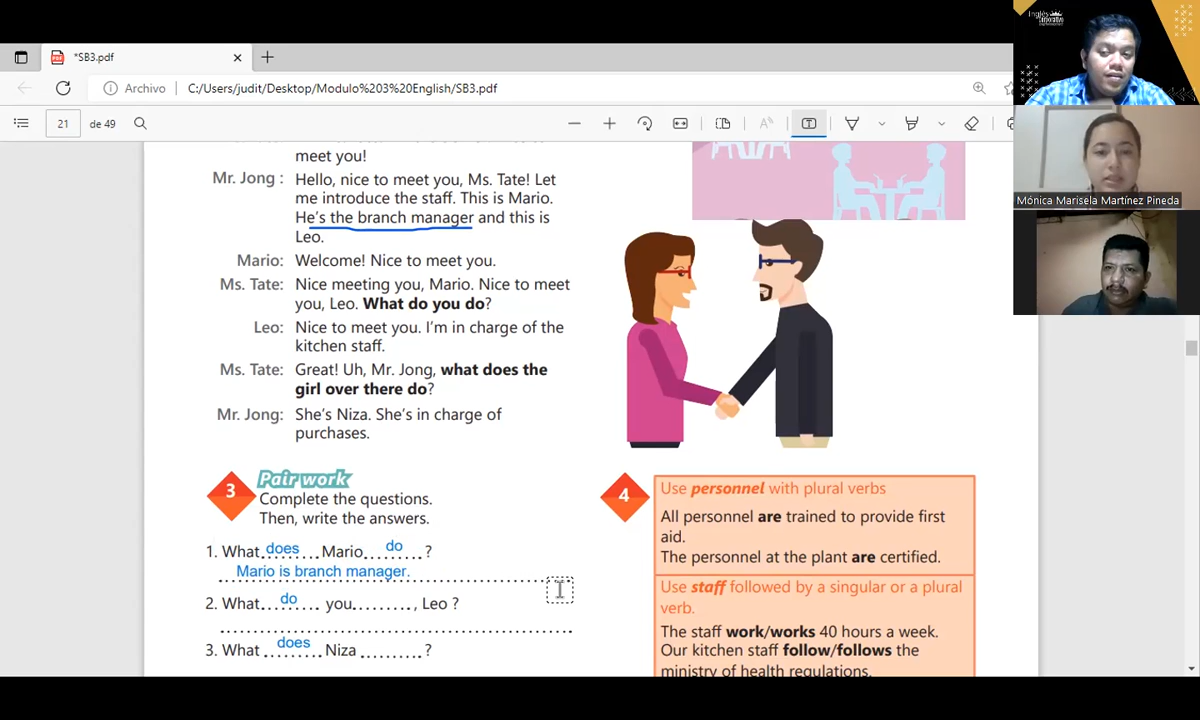 *SB3.pdf
Archivo
C:/Users/judit/Desktop/Modulo%203%20English/SB3.pdf
21 de 49
meet you!
Mr. Jong : Hello, nice to meet you, Ms. Tate! Let
me introduce the staff. This is Mario.
He's the branch manager and this is
Leo.
Mario: Welcome! Nice to meet you.
Ms. Tate: Nice meeting you, Mario. Nice to meet
you, Leo. What do you do?
Leo: Nice to meet you. I'm in charge of the
kitchen staff.
Ms. Tate: Great! Uh, Mr. Jong, what does the
girl over there do?
Mr. Jong: She's Niza. She's in charge of
purchases.
3 Pair work
Complete the questions.
Then, write the answers.
1. What does Mario do ?
Mario is branch manager.
2. What do you.........., Leo ?
3. What does Niza ..........?
4
Use personnel with plural verbs
All personnel are trained to provide first
aid.
The personnel at the plant are certified.
Use staff followed by a singular or a plural
verb.
The staff work/works 40 hours a week.
Our kitchen staff follow/follows the
ministry of health regulations.
Inglés
Corporativo
Mónica Marisela Martínez Pineda